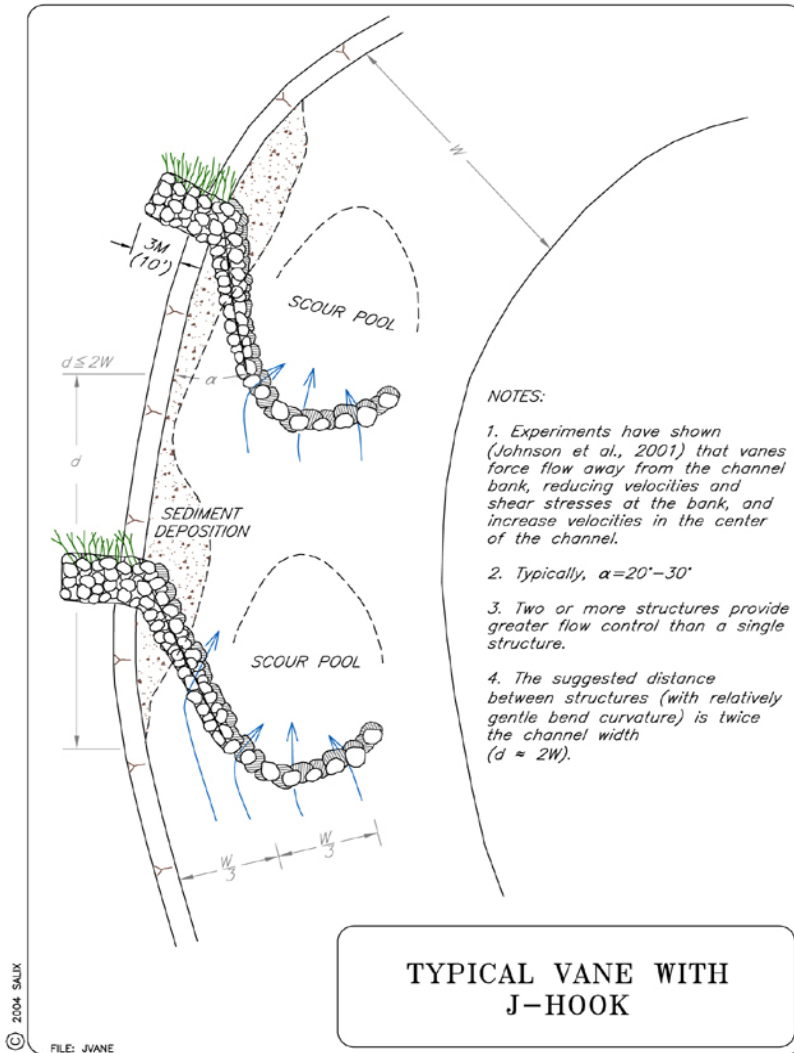 W
3M
(10')
SCOUR POOL
d≦2W
α
d
SEDIMENT
DEPOSITION
SCOUR POOL
W
3
W
3
NOTES:
1. Experiments have shown
(Johnson et al., 2001) that vanes
force flow away from the channel
bank, reducing velocities and
shear stresses at the bank, and
increase velocities in the center
of the channel.
2. Typically, α=20°–30°
3. Two or more structures provide
greater flow control than a single
structure.
4. The suggested distance
between structures (with relatively
gentle bend curvature) is twice
the channel width
(d ≈ 2W).
TYPICAL VANE WITH
J–HOOK
© 2004 SALIX
FILE: JVANE